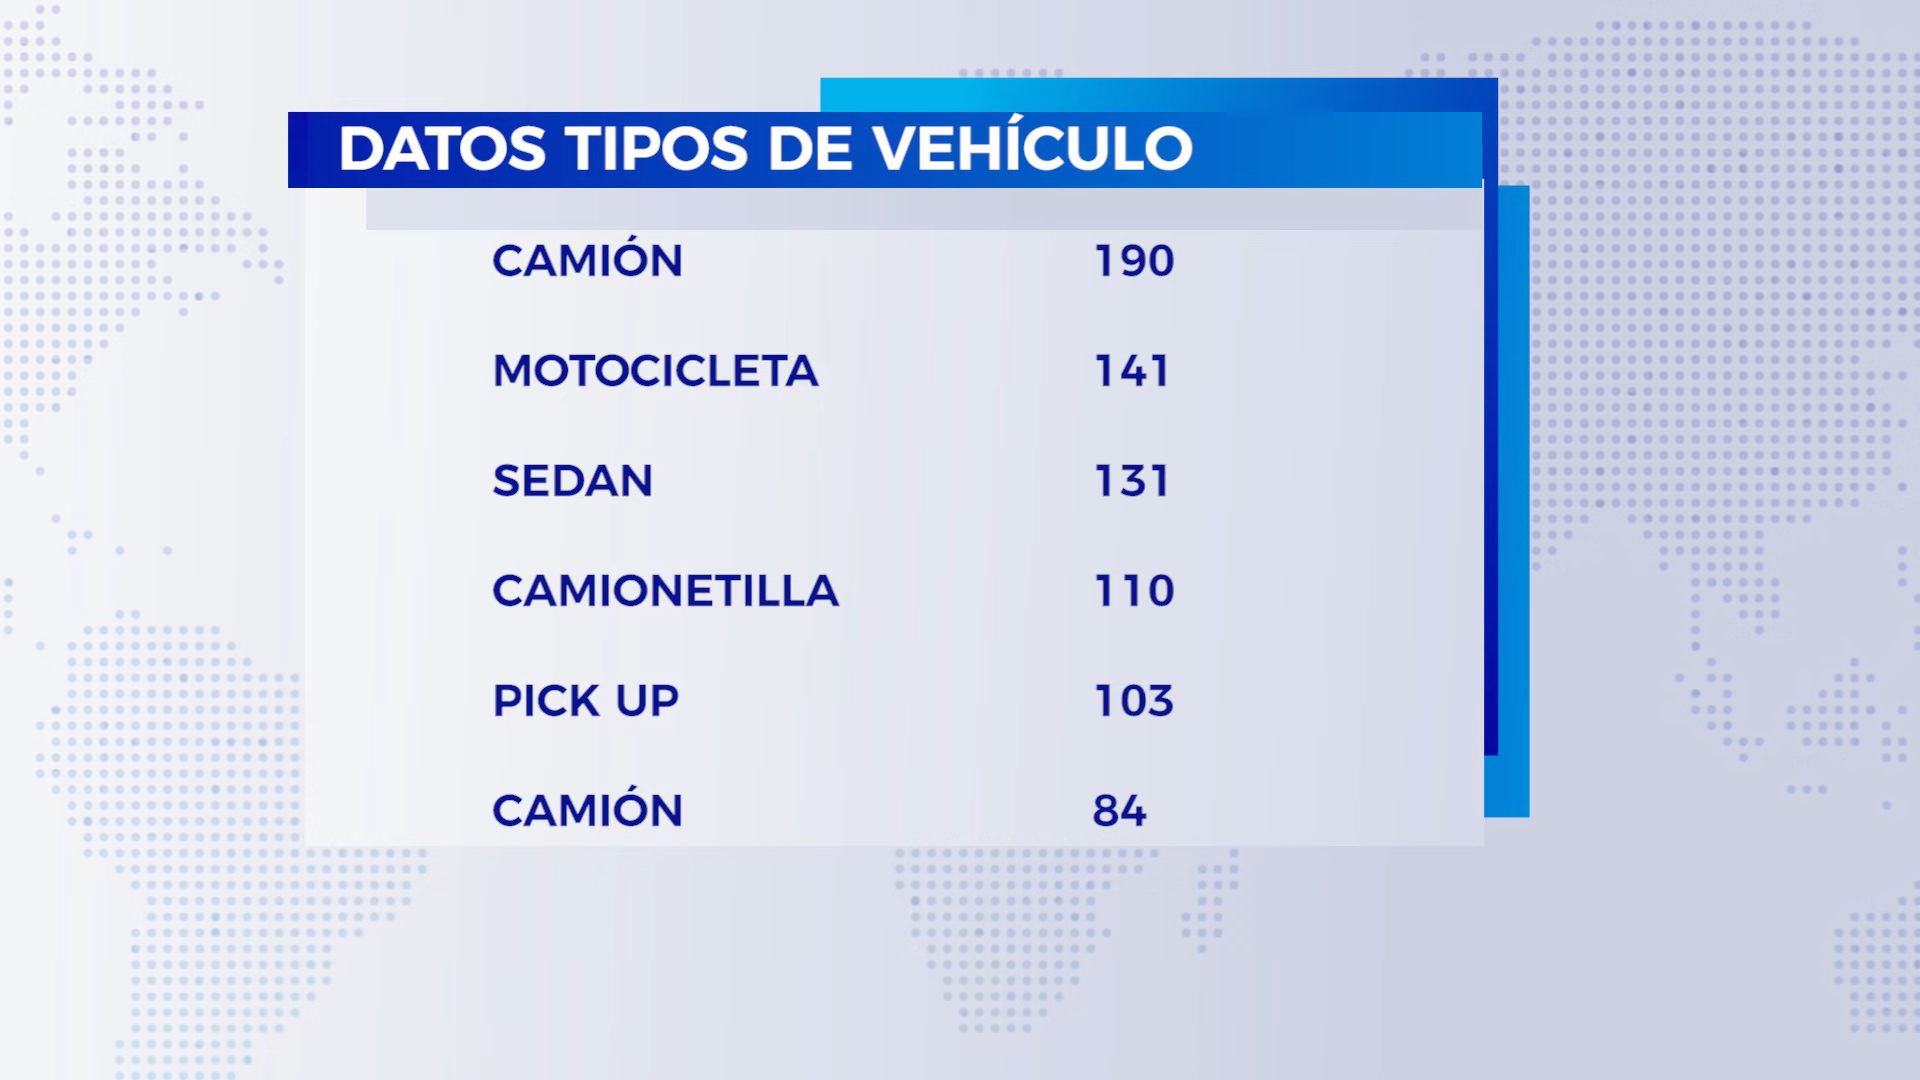 DATOS TIPOS DE VEHÍCULO
CAMIÓN 190
MOTOCICLETA 141
SEDAN 131
CAMIONETILLA 110
PICK UP 103
CAMIÓN 84